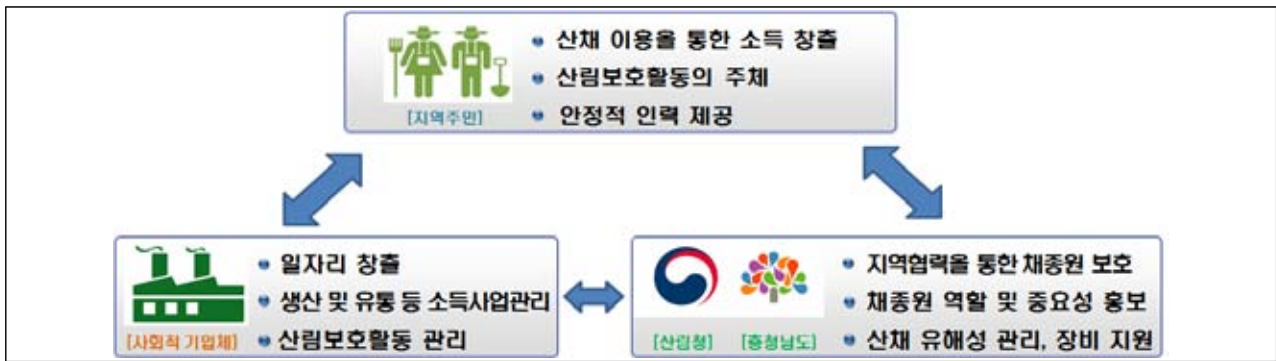 산채 이용을 통한 소득 창출
산림보호활동의 주체
안정적 인력 제공
[지역주민]
일자리 창출
생산 및 유통 등 소득사업관리
산림보호활동 관리
[사회적 기업체]
지역협력을 통한 채종원 보호
채종원 역할 및 중요성 홍보
산채 유해성 관리, 장비 지원
[산림청] [충청남도]